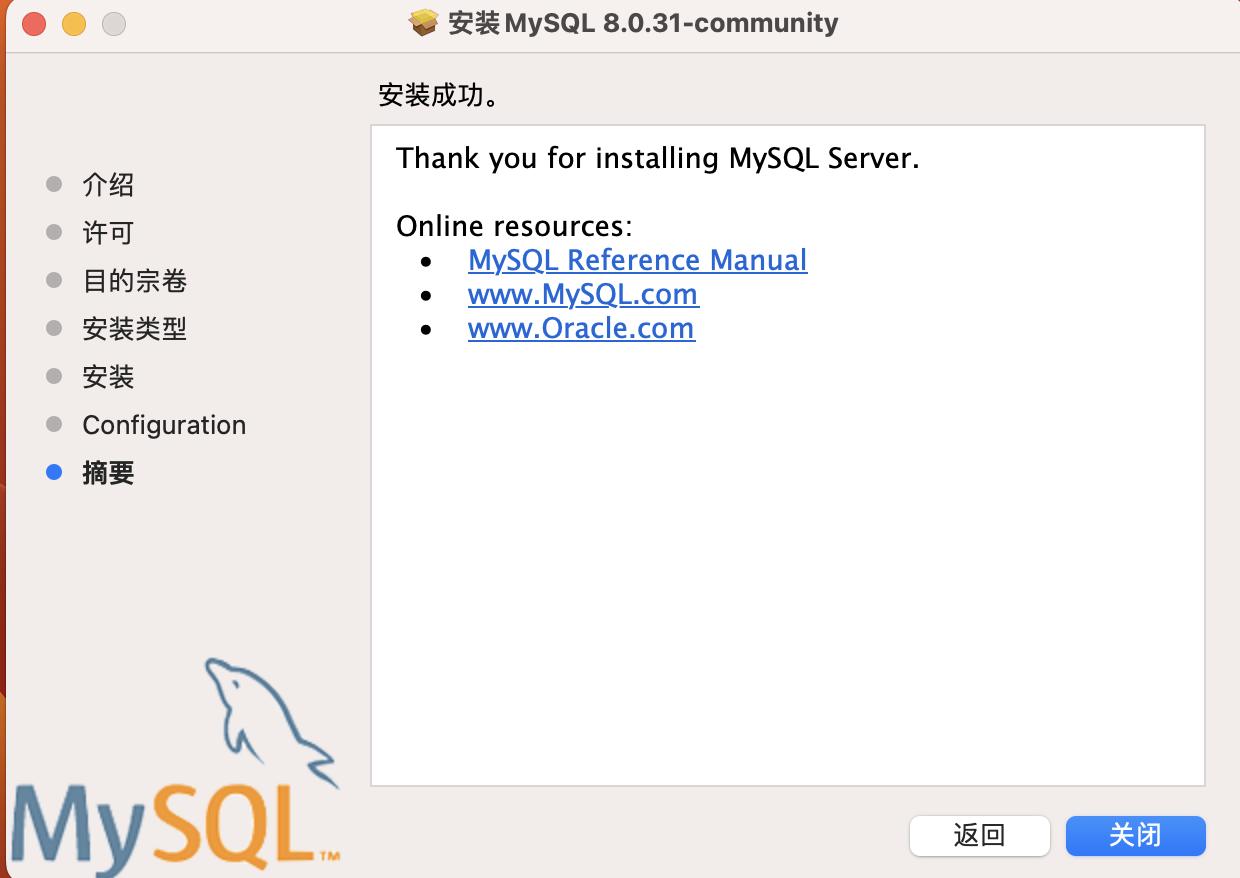 安装 MySQL 8.0.31-community
安装成功。
介绍
许可
目的宗卷
安装类型
安装
Configuration
摘要
Thank you for installing MySQL Server.
Online resources:
• MySQL Reference Manual
• www.MySQL.com
• www.Oracle.com
MySQL™
返回
关闭